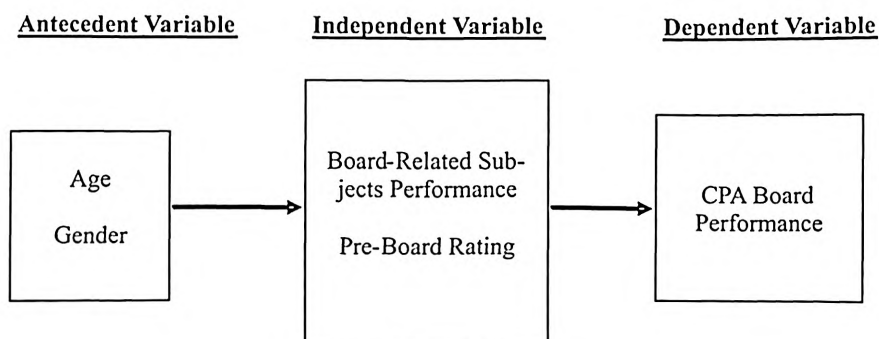 Antecedent Variable
Independent Variable
Dependent Variable
Age
Gender
Board-Related Sub-
jects Performance
Pre-Board Rating
CPA Board
Performance